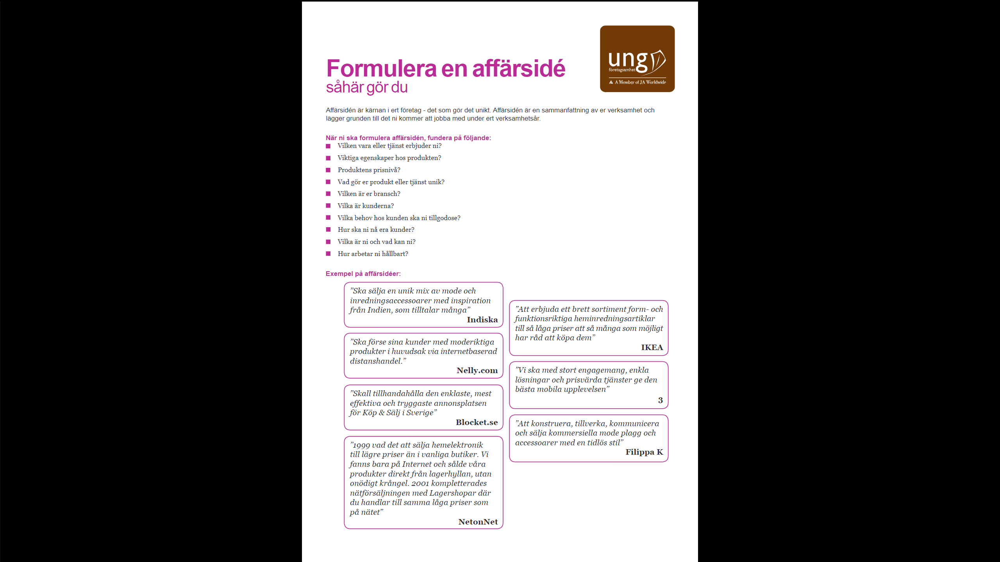 ung
företagsamhet
A Member of JA Worldwide
Formulera en affärsidé
såhär gör du
Affärsidén är kärnan i ert företag - det som gör det unikt. Affärsidén är en sammanfattning av er verksamhet och
lägger grunden till det ni kommer att jobba med under ert verksamhetsår.
När ni ska formulera affärsidén, fundera på följande:
Vilken vara eller tjänst erbjuder ni?
Viktiga egenskaper hos produkten?
Produktens prisnivå?
Vad gör er produkt eller tjänst unik?
Vilken är er bransch?
Vilka är kunderna?
Vilka behov hos kunden ska ni tillgodose?
Hur ska ni nå era kunder?
Vilka är ni och vad kan ni?
Hur arbetar ni hållbart?
Exempel på affärsidéer:
”Ska sälja en unik mix av mode och
inredningsaccessoarer med inspiration
från Indien, som tilltalar många”
Indiska
”Ska förse sina kunder med moderiktiga
produkter i huvudsak via internetbaserad
distanshandel.”
Nelly.com
”Skall tillhandahålla den enklaste, mest
effektiva och tryggaste annonsplatsen
för Köp & Sälj i Sverige”
Blocket.se
”1999 vad det att sälja hemelektronik
till lägre priser än i vanliga butiker. Vi
fanns bara på Internet och sålde våra
produkter direkt från lagerhyllan, utan
onödigt krångel. 2001 kompletterades
nätförsäljningen med Lagershopar där
du handlar till samma låga priser som
på nätet”
NetonNet
”Att erbjuda ett brett sortiment form- och
funktionsriktiga heminredningsartiklar
till så låga priser att så många som möjligt
har råd att köpa dem”
IKEA
”Vi ska med stort engagemang, enkla
lösningar och prisvärda tjänster ge den
bästa mobila upplevelsen”
3
”Att konstruera, tillverka, kommunicera
och sälja kommersiella mode plagg och
accessoarer med en tidlös stil”
Filippa K